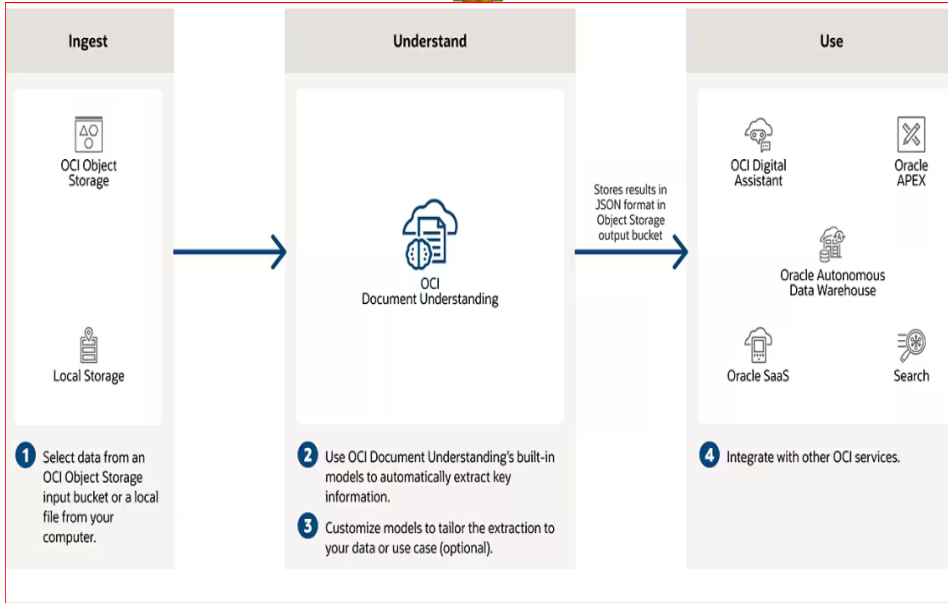 Ingest
Understand
Use
OCI Object
Storage
Local Storage
1 Select data from an
OCI Object Storage
input bucket or a local
file from your
computer.
OCI
Document Understanding
2 Use OCI Document Understanding's built-in
models to automatically extract key
information.
3 Customize models to tailor the extraction to
your data or use case (optional).
Stores results in
JSON format in
Object Storage
output bucket
OCI Digital
Assistant
Oracle
APEX
Oracle Autonomous
Data Warehouse
Oracle SaaS
Search
4 Integrate with other OCI services.